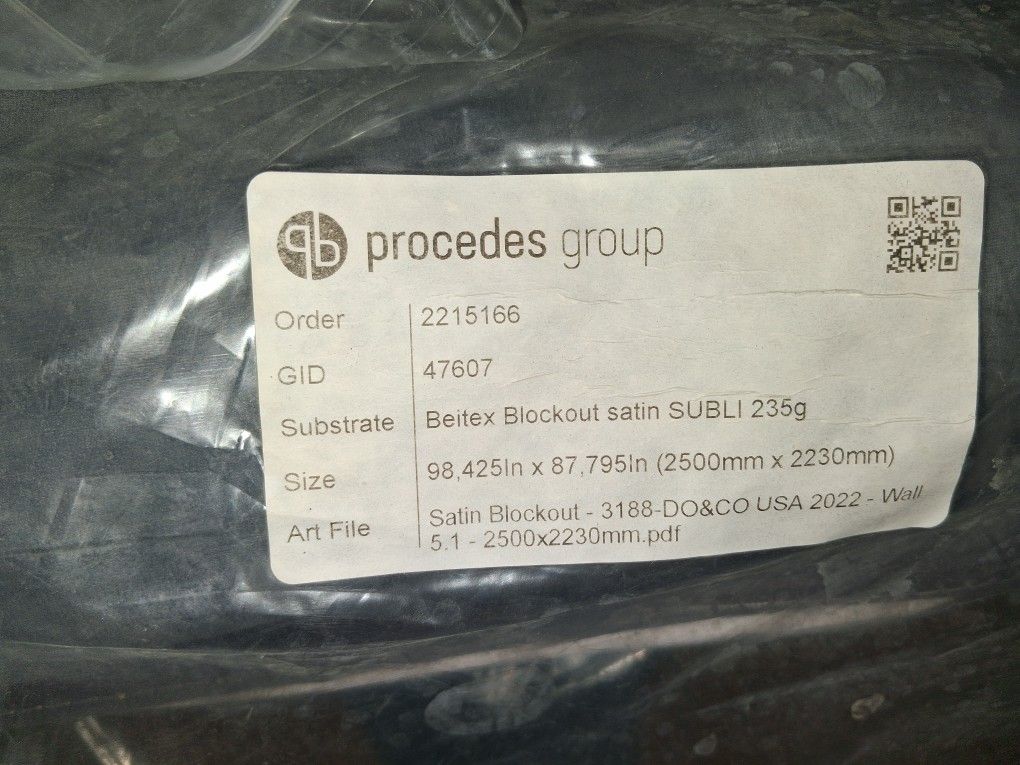 procedes group
Order 2215166
GID 47607
Substrate Beitex Blockout satin SUBLI 235g
Size 98,425In x 87,795In (2500mm x 2230mm)
Art File Satin Blockout - 3188-DO&CO USA 2022 - Wall
5.1 - 2500x2230mm.pdf